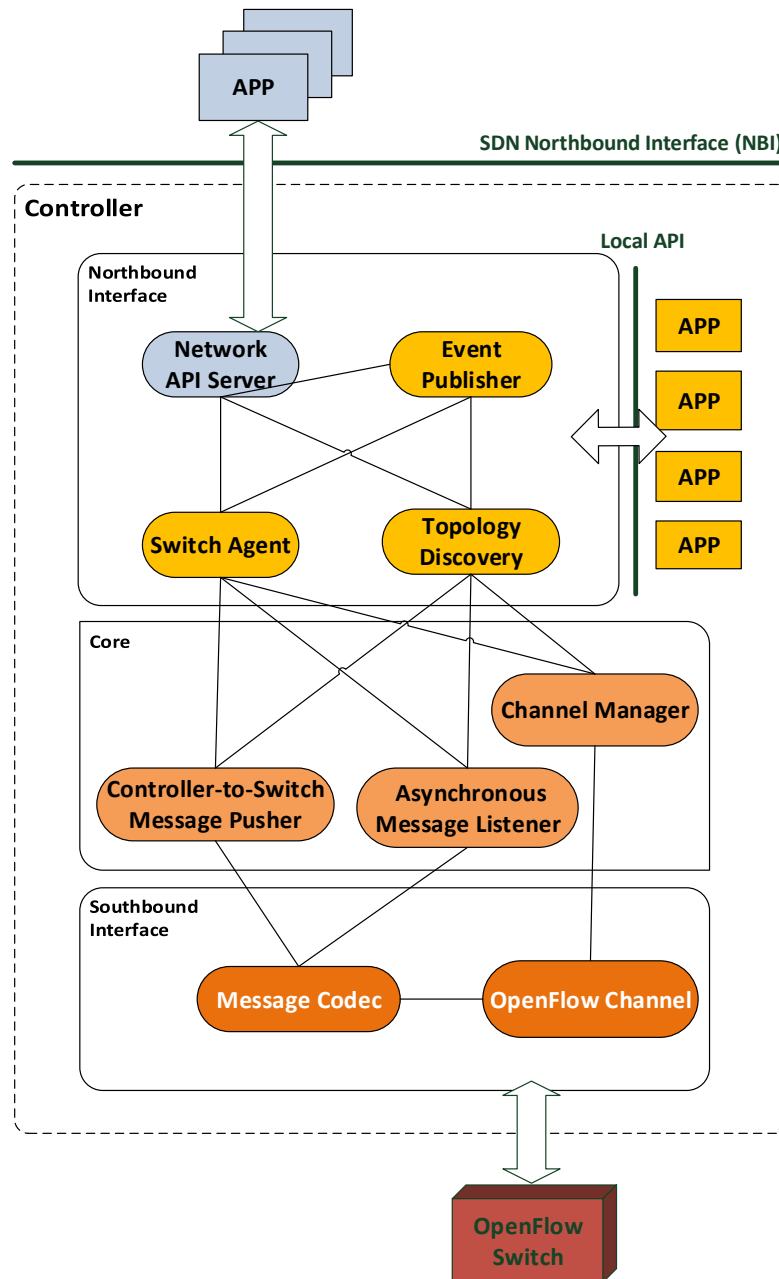 APP
SDN Northbound Interface (NBI)
Controller
Local API
Northbound
Interface
Network
API Server
Event
Publisher
APP
APP
APP
APP
Switch Agent
Topology
Discovery
Core
Channel Manager
Controller-to-Switch
Message Pusher
Asynchronous
Message Listener
Southbound
Interface
Message Codec
OpenFlow Channel
OpenFlow
Switch